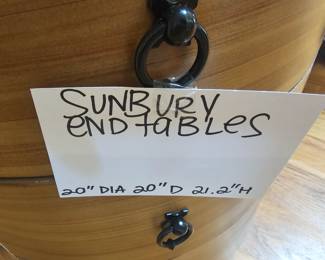 SUNBURY
END TABLES
20" DIA 20" D 21.2" H